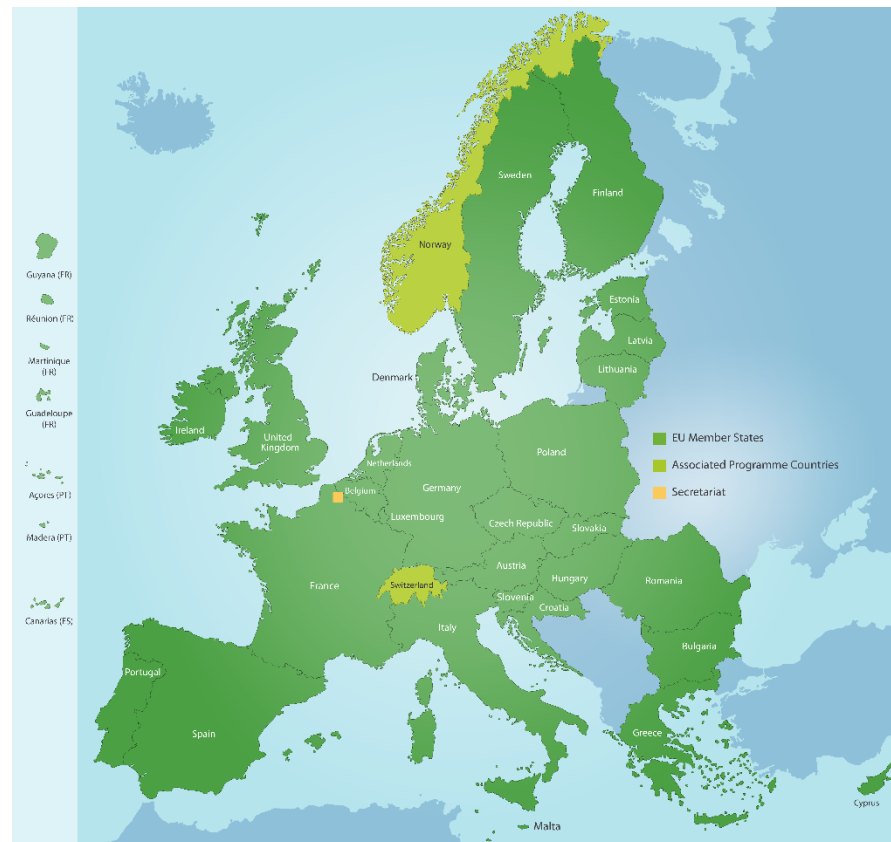 Sweden
Finland
Norway
Guyana (FR)
Estonia
Réunion (FR)
Latvia
Martinique
(FR)
Lithuania
Denmark
Guadeloupe
(FR)
Ireland
United
Kingdom
EU Member States
Netherlands
Poland
Associated Programme Countries
Belgium
Germany
Secretariat
Açores (PT)
Luxembourg
Czech Republic
Slovakia
Madera (PT)
Austria
Hungary
Romania
France
Switzerland
Slovenia
Croatia
Canarias (ES)
Italy
Bulgaria
Portugal
Spain
Greece
Cyprus
Malta